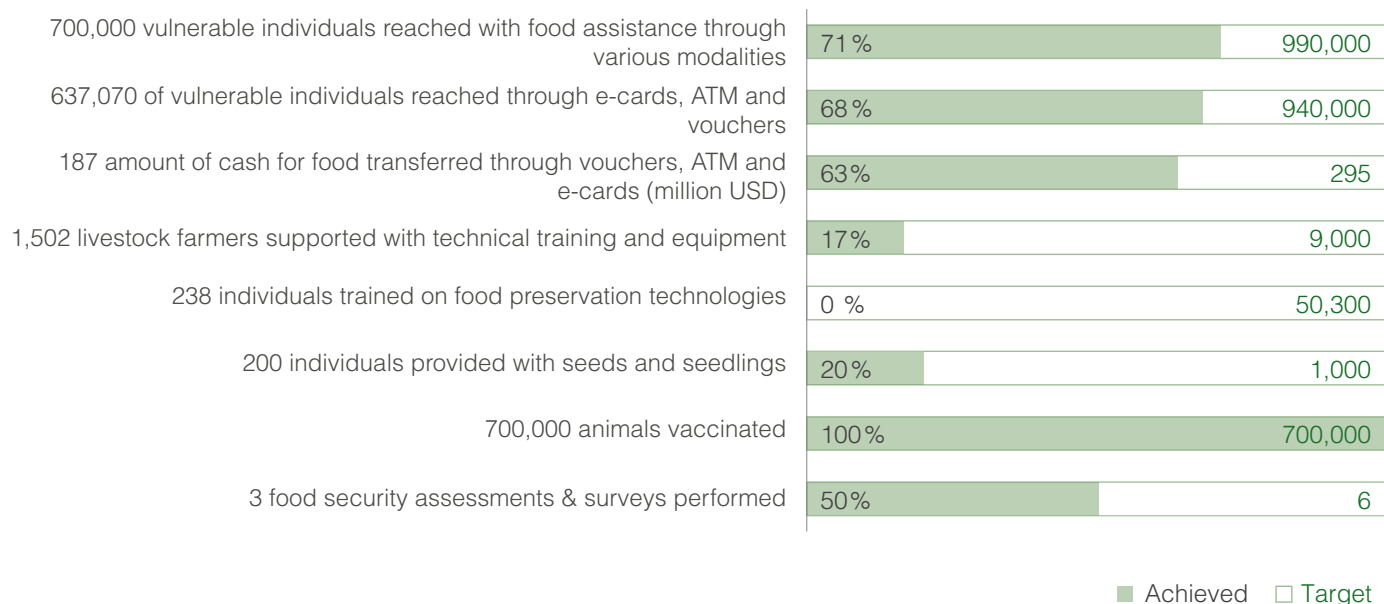 700,000 vulnerable individuals reached with food assistance through
various modalities
71% 990,000
637,070 of vulnerable individuals reached through e-cards, ATM and
vouchers
68% 940,000
187 amount of cash for food transferred through vouchers, ATM and
e-cards (million USD)
63% 295
1,502 livestock farmers supported with technical training and equipment
17% 9,000
238 individuals trained on food preservation technologies
0 % 50,300
200 individuals provided with seeds and seedlings
20% 1,000
700,000 animals vaccinated
100% 700,000
3 food security assessments & surveys performed
50% 6
Achieved Target